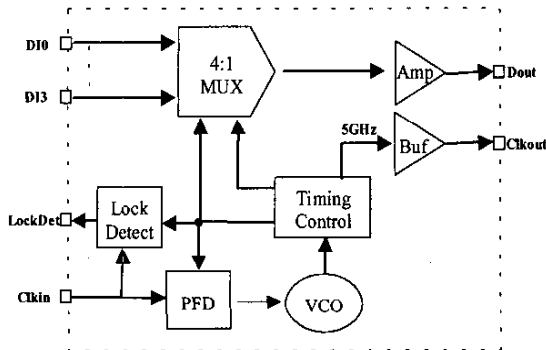 DI0
4:1
MUX
Amp
Dout
DI3
5GHz
Buf
Clkout
Timing
Control
Lock
Detect
LockDet
Clkin
PFD
VCO